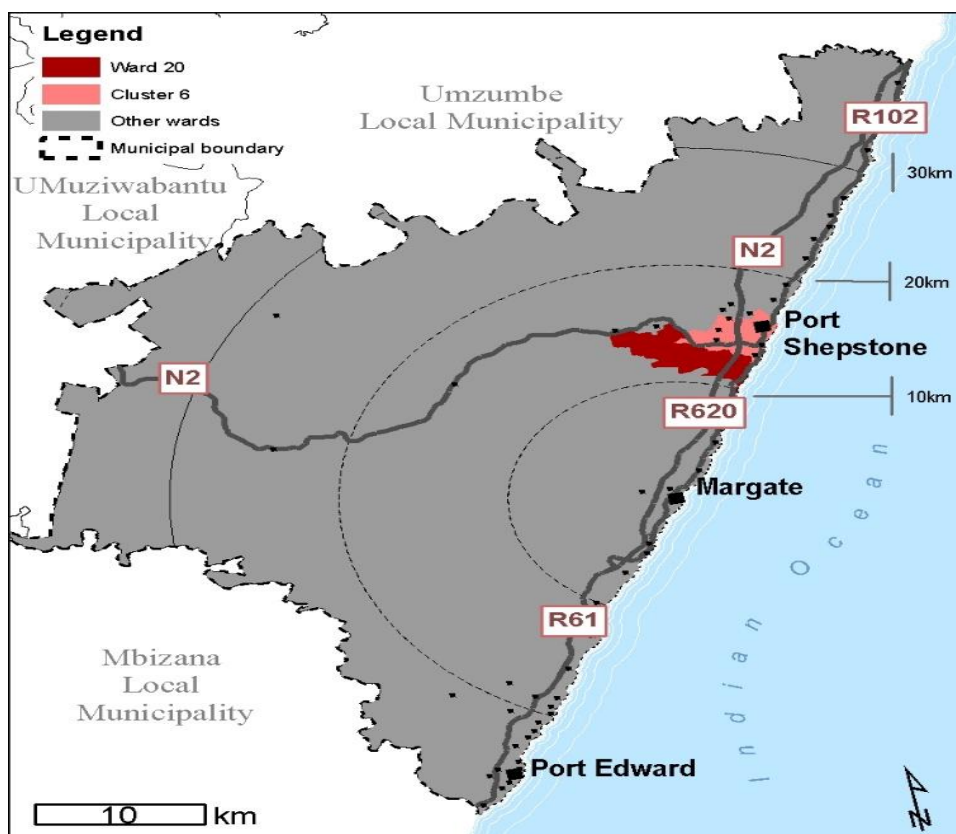 Legend
Ward 20
Cluster 6
Other wards
Municipal boundary
Umzumbe
Local Municipality
R102
30km
UMuziwabantu
Local
Municipality
N2
20km
Port
Shepstone
N2
R620
10km
Margate
Indian Ocean
R61
Mbizana
Local
Municipality
Port Edward
10 km
N